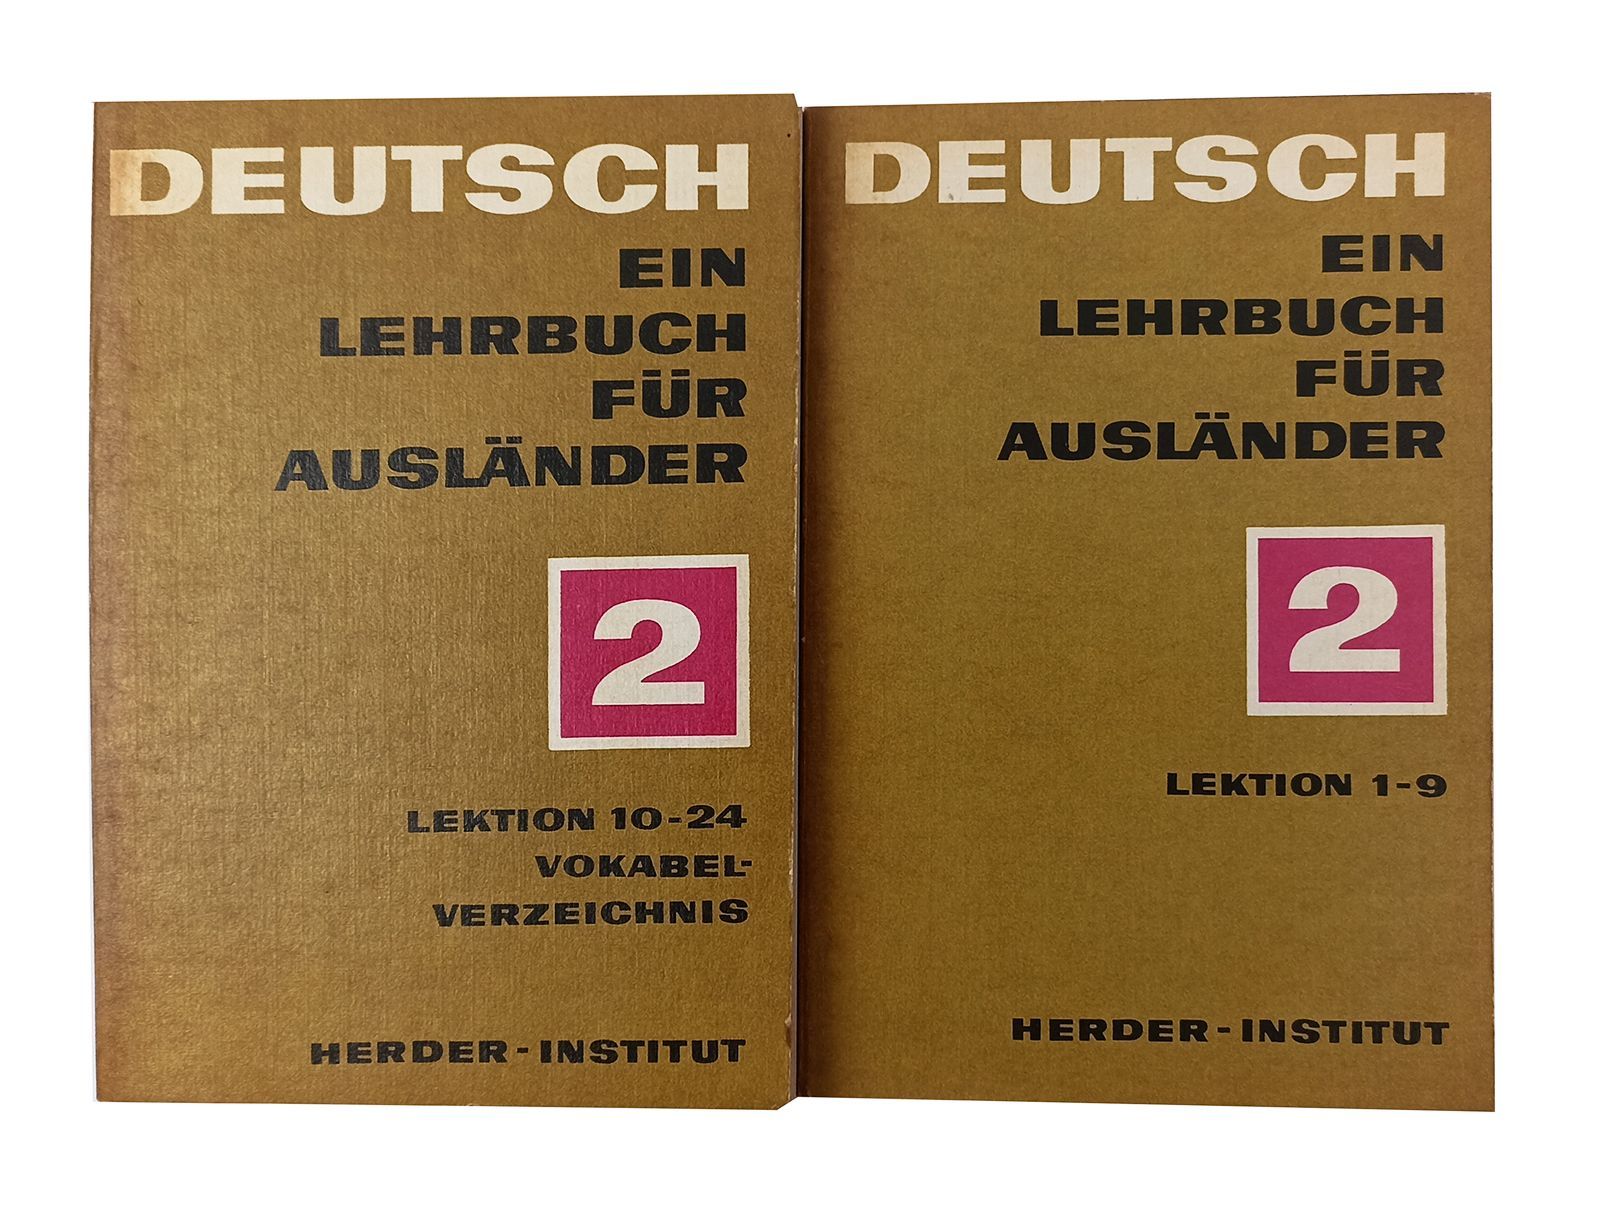 DEUTSCH
EIN
LEHRBUCH
FÜR
AUSLÄNDER
2
LEKTION 10-24
VOKABEL-
VERZEICHNIS
HERDER-INSTITUT
DEUTSCH
EIN
LEHRBUCH
FÜR
AUSLÄNDER
2
LEKTION 1-9
HERDER-INSTITUT